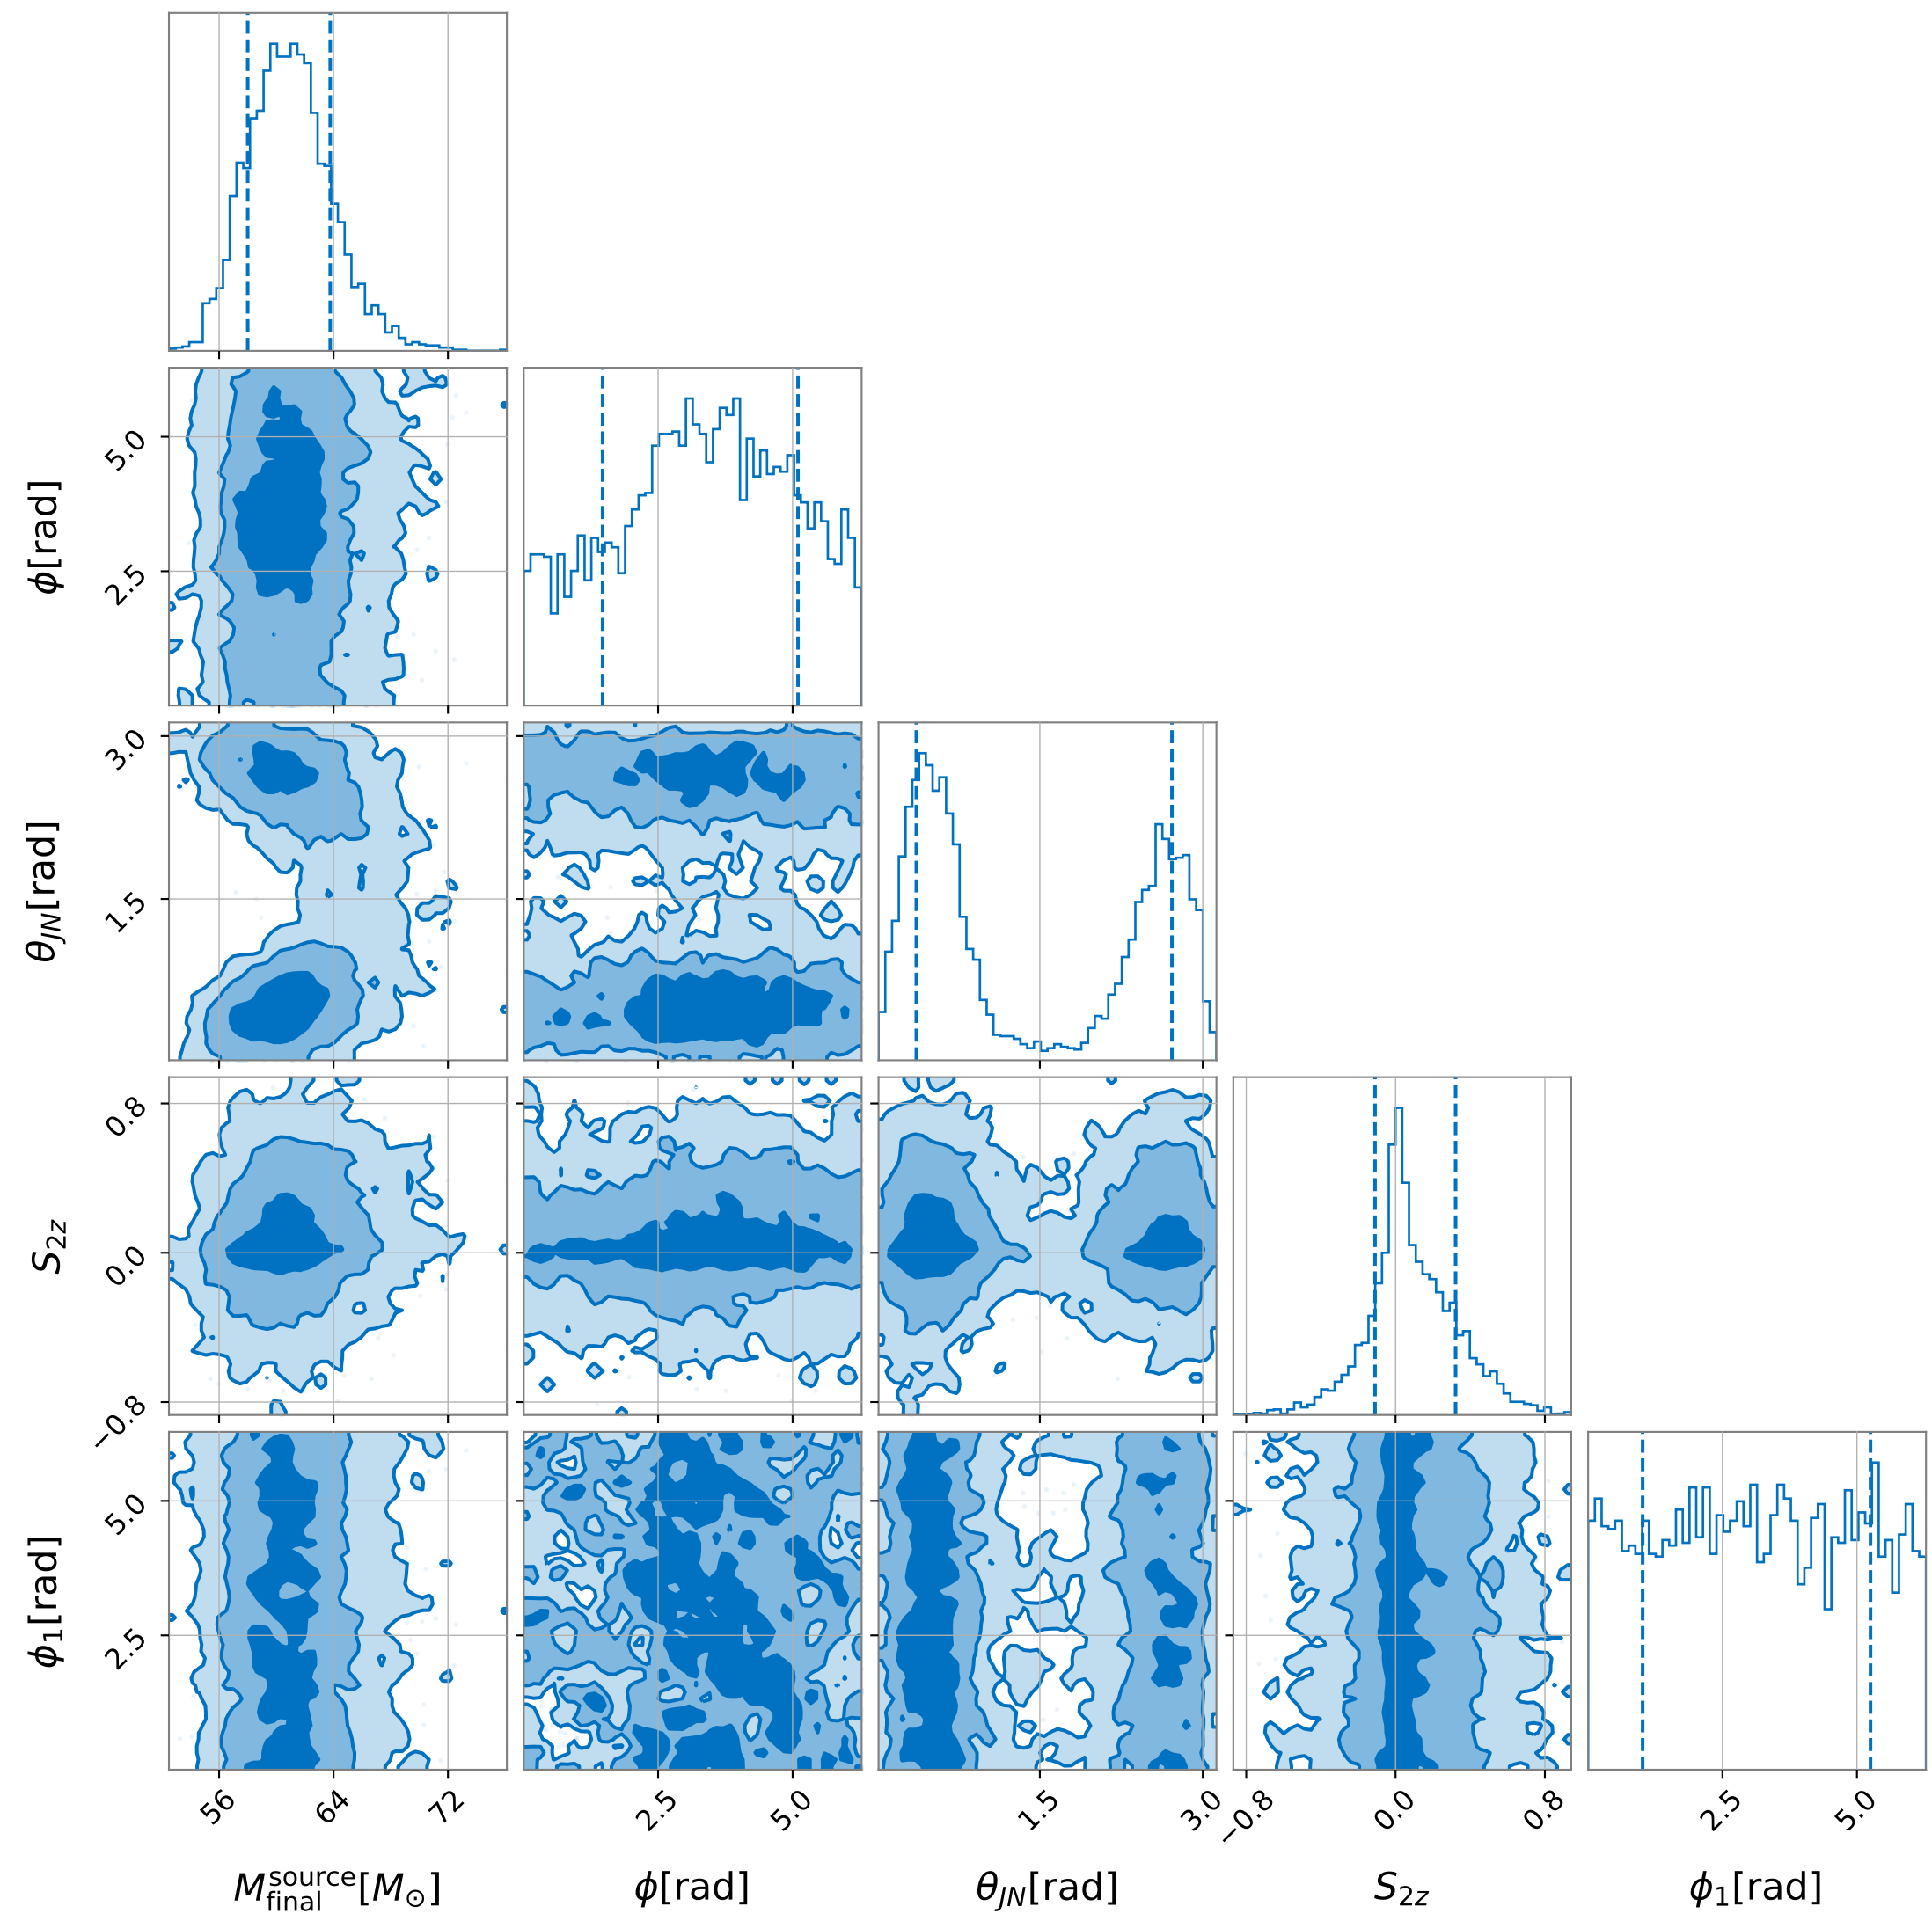 5.0
2.5
ϕ[rad]
3.0
1.5
θ_JN[rad]
0.8
0.0
−0.8
S_2z
5.0
2.5
ϕ_1[rad]
56 64 72 2.5 5.0 1.5 3.0 −0.8 0.0 0.8 2.5 5.0
M_final^source[M_⊙] ϕ[rad] θ_JN[rad] S_2z ϕ_1[rad]